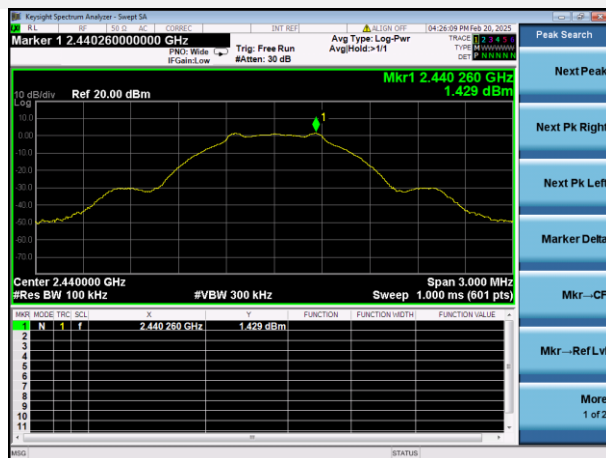 Keysight Spectrum Analyzer - Swept SA
RL RF 50 Ω AC CORREC INT REF ALIGN OFF 04:26:09 PM Feb 20, 2025
Marker 1 2.440260000000 GHz
PNO: Wide
IFGain:Low
Trig: Free Run
#Atten: 30 dB
Avg Type: Log-Pwr
Avg|Hold:>1/1
TRACE 1 2 3 4 5 6
TYPE M WWWWW
DET P N N N N N
Mkr1 2.440 260 GHz
1.429 dBm
10 dB/div Ref 20.00 dBm
Log
10.0
0.00
-10.0
-20.0
-30.0
-40.0
-50.0
-60.0
-70.0
1
Center 2.440000 GHz
#Res BW 100 kHz
#VBW 300 kHz
Span 3.000 MHz
Sweep 1.000 ms (601 pts)
MKR MODE TRC SCL X Y FUNCTION FUNCTION WIDTH FUNCTION VALUE
1 N 1 f 2.440 260 GHz 1.429 dBm
2
3
4
5
6
7
8
9
10
11
MSG STATUS
Peak Search
Next Peak
Next Pk Right
Next Pk Left
Marker Delta
Mkr→CF
Mkr→Ref Lvl
More
1 of 2